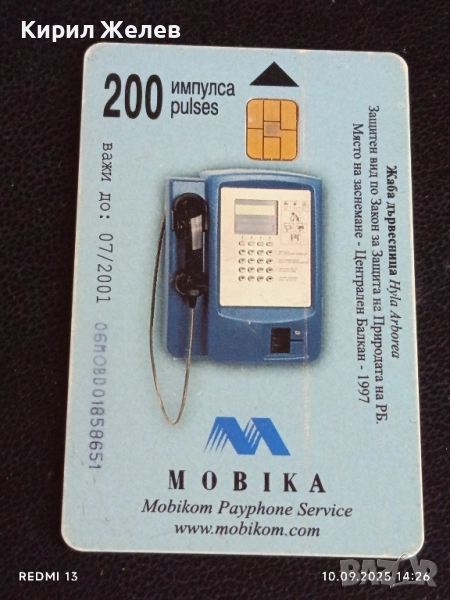 Кирил Желев
200 импулса
pulses
Жаба дървесница Hyla Arborea
Защитен вид по Закон за Защита на Природата на РБ.
Място на заснемане - Централен Балкан - 1997
важи до: 07/2001
06MOBD01858651
MOBIKA
Mobikom Payphone Service
www.mobikom.com
REDMI 13
10.09.2025 14:26
BAZAR